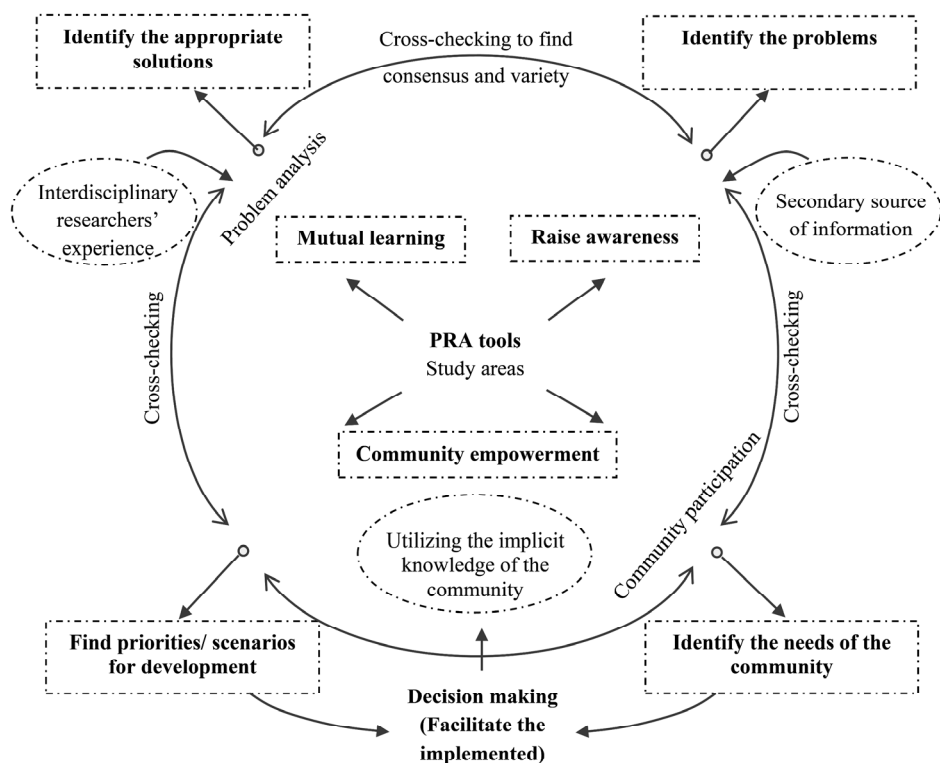 Identify the appropriate
solutions
Cross-checking to find
consensus and variety
Identify the problems
Problem analysis
Interdisciplinary
researchers’
experience
Secondary source
of information
Mutual learning
Raise awareness
Cross-checking
PRA tools
Study areas
Cross-checking
Community empowerment
Community participation
Utilizing the implicit
knowledge of the
community
Find priorities/ scenarios
for development
Identify the needs of the
community
Decision making
(Facilitate the
implemented)